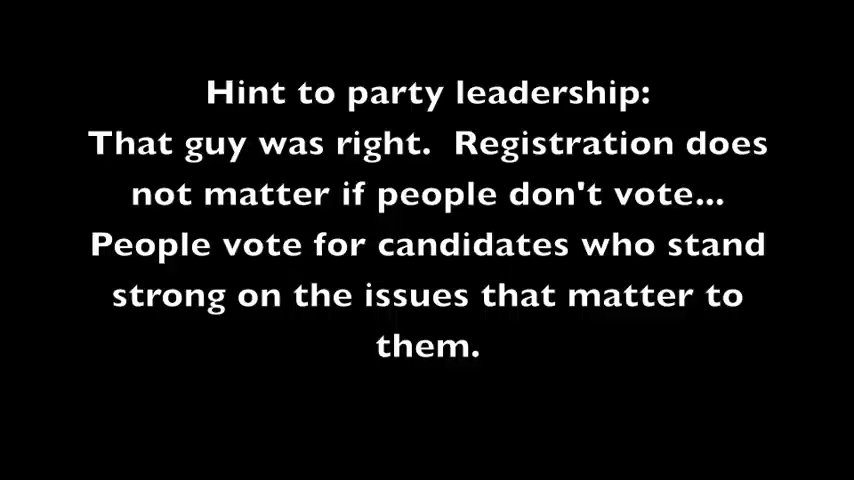 Hint to party leadership:
That guy was right.  Registration does
not matter if people don't vote...
People vote for candidates who stand
strong on the issues that matter to
them.